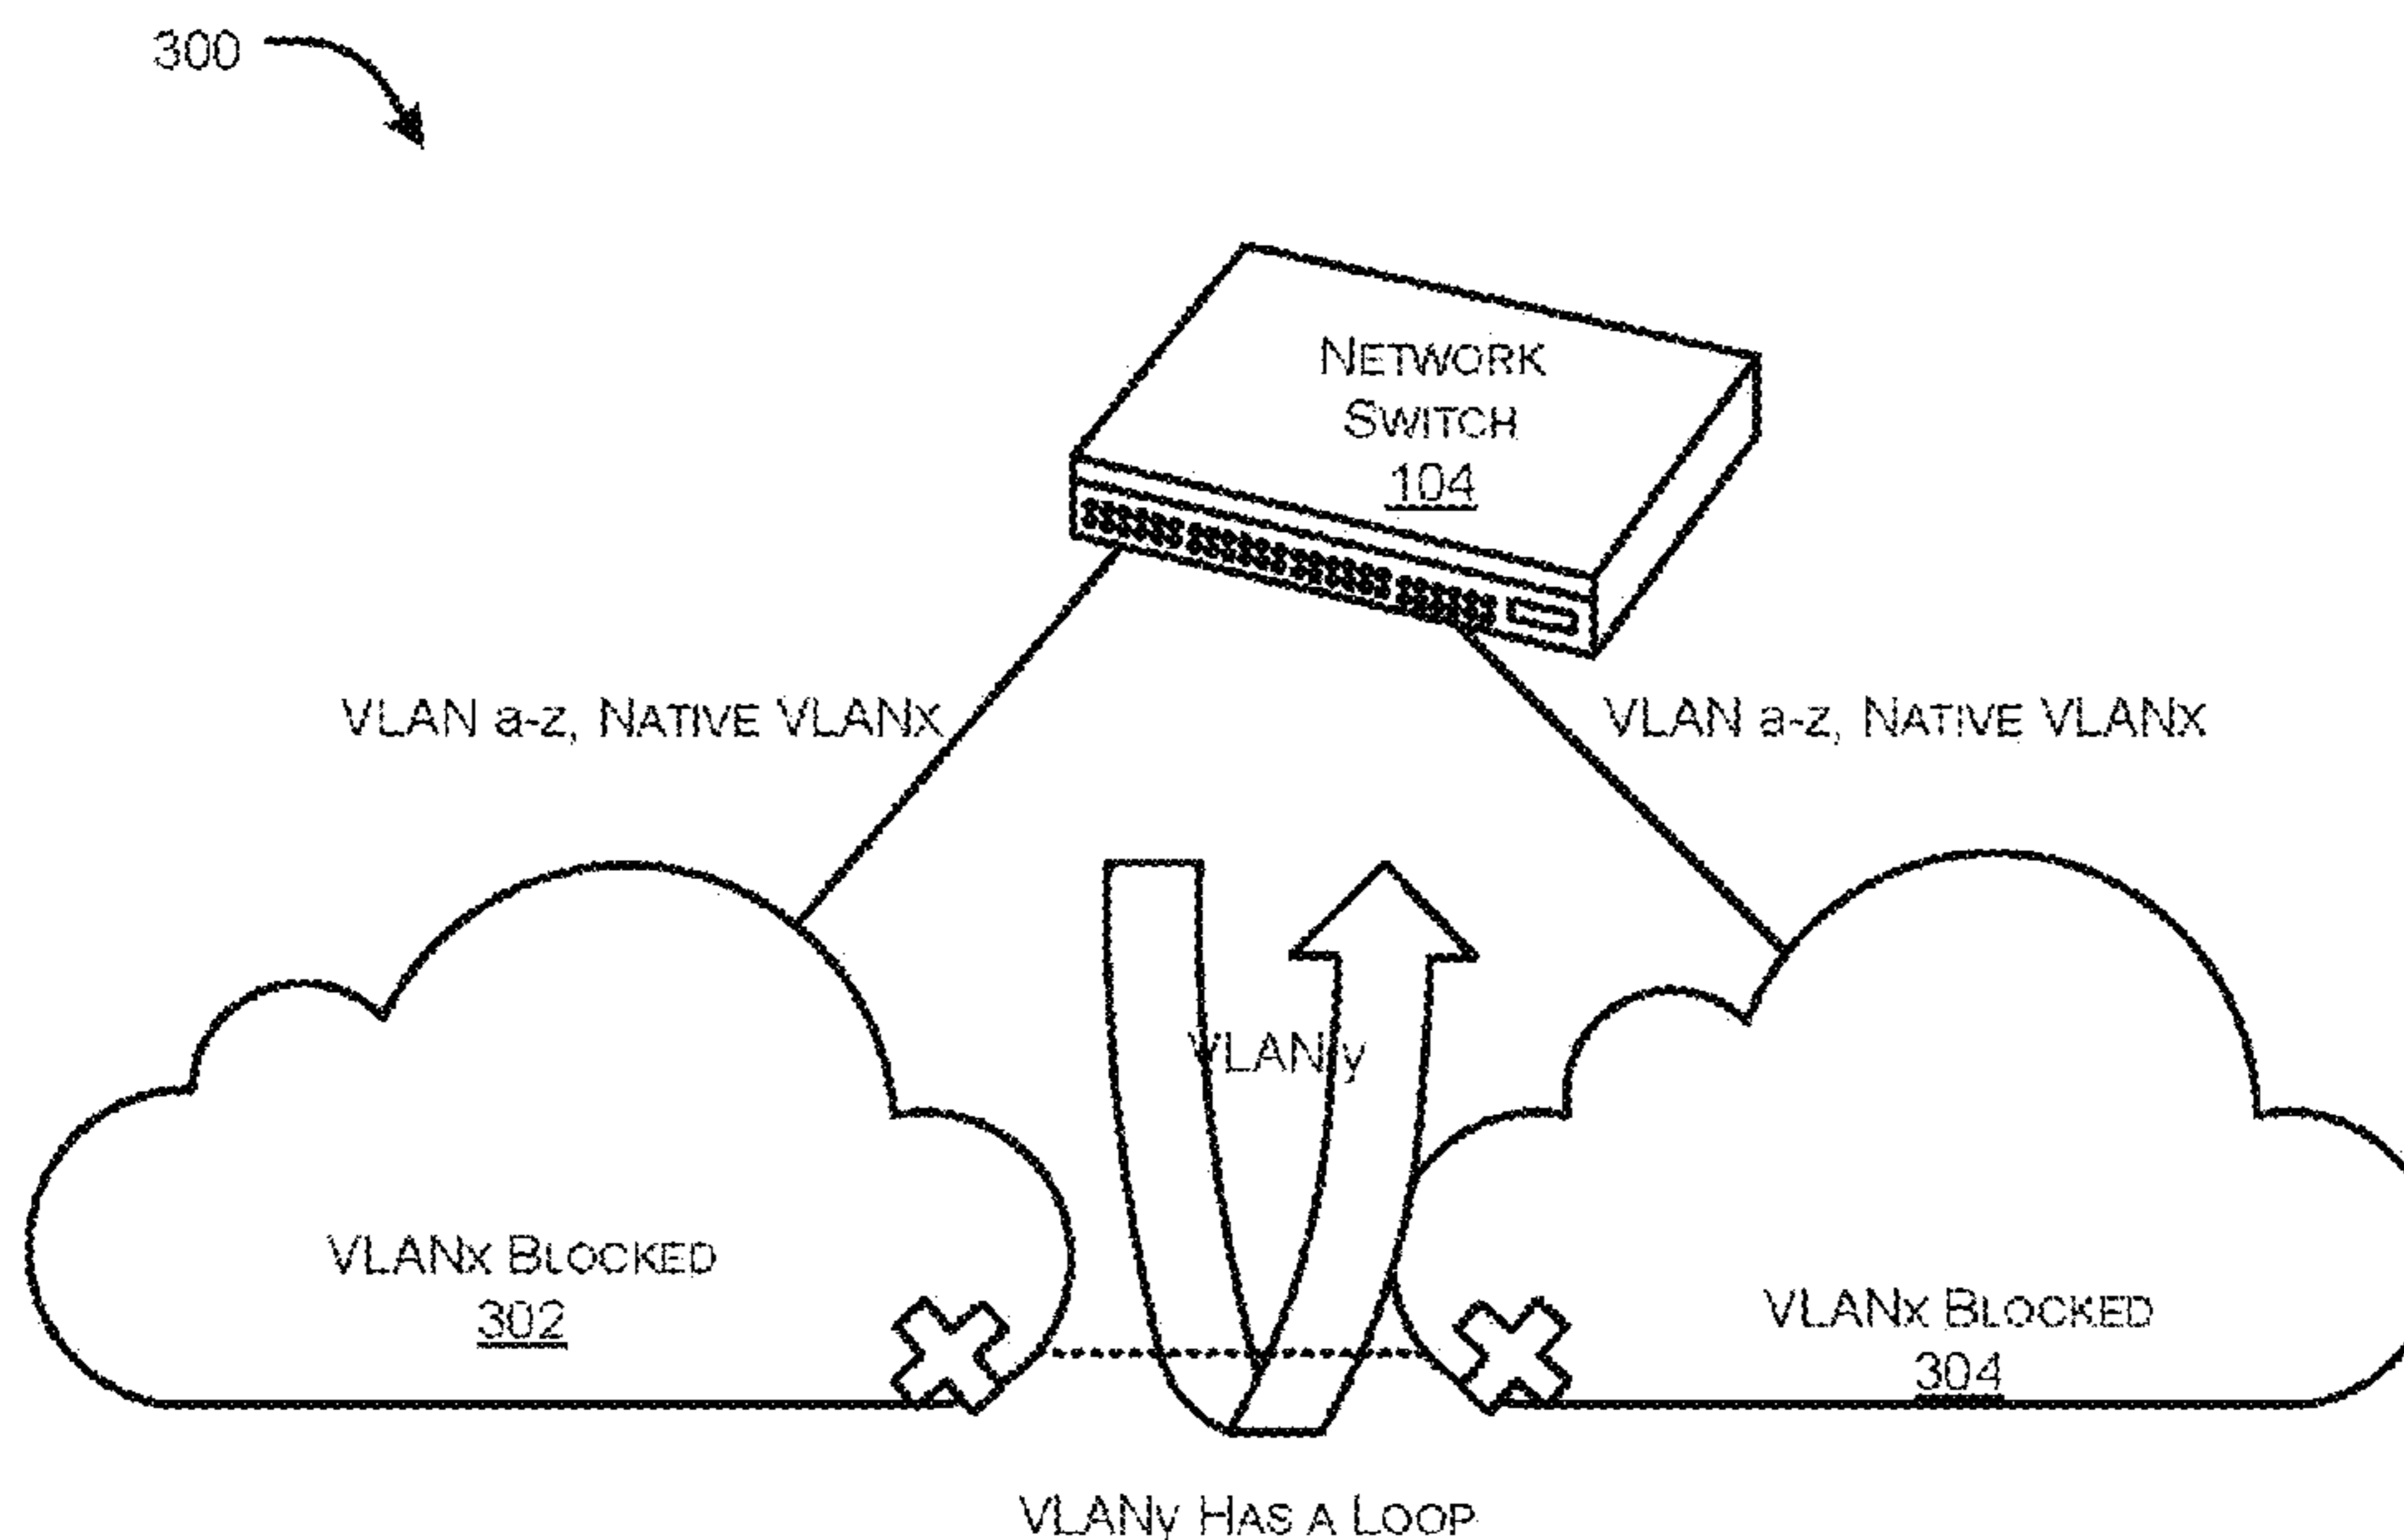 300
NETWORK
SWITCH
104
VLAN a-z, NATIVE VLANX
VLAN a-z, NATIVE VLANX
VLAN y
VLANX BLOCKED
302
VLANX BLOCKED
304
VLANy HAS A LOOP